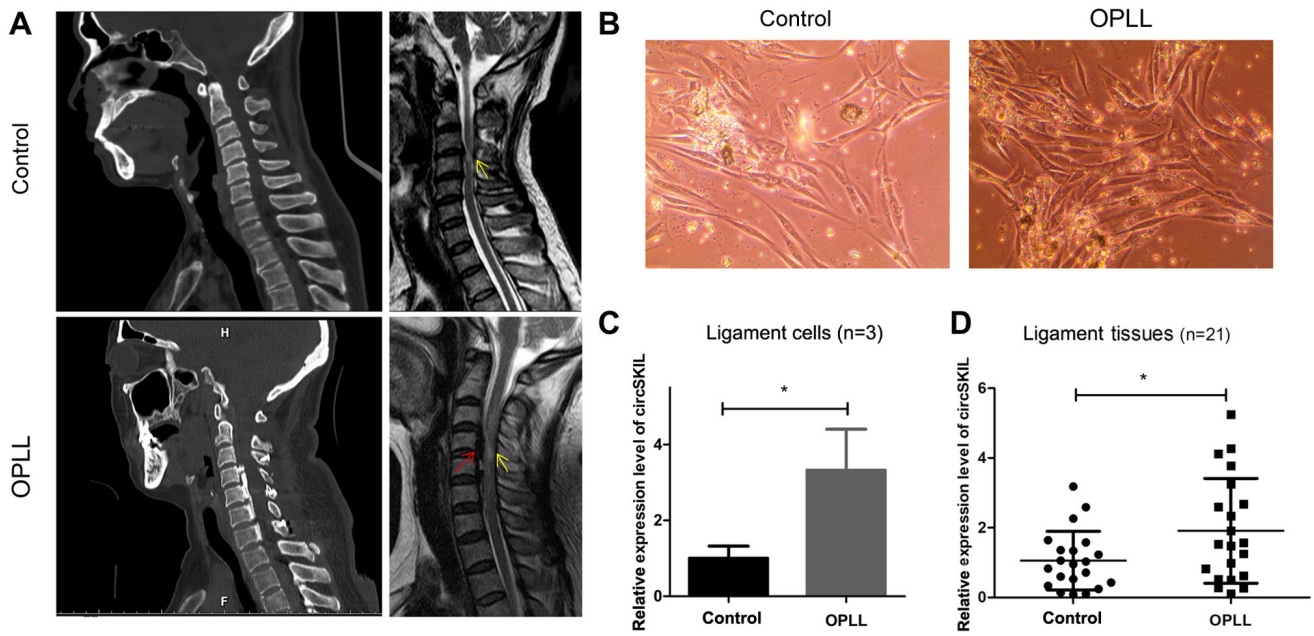 A
Control
OPLL
H
F
B
Control
OPLL
C
Ligament cells (n=3)
Relative expression level of circSKIL
*
4
2
0
Control
OPLL
D
Ligament tissues (n=21)
Relative expression level of circSKIL
*
6
4
2
0
Control
OPLL